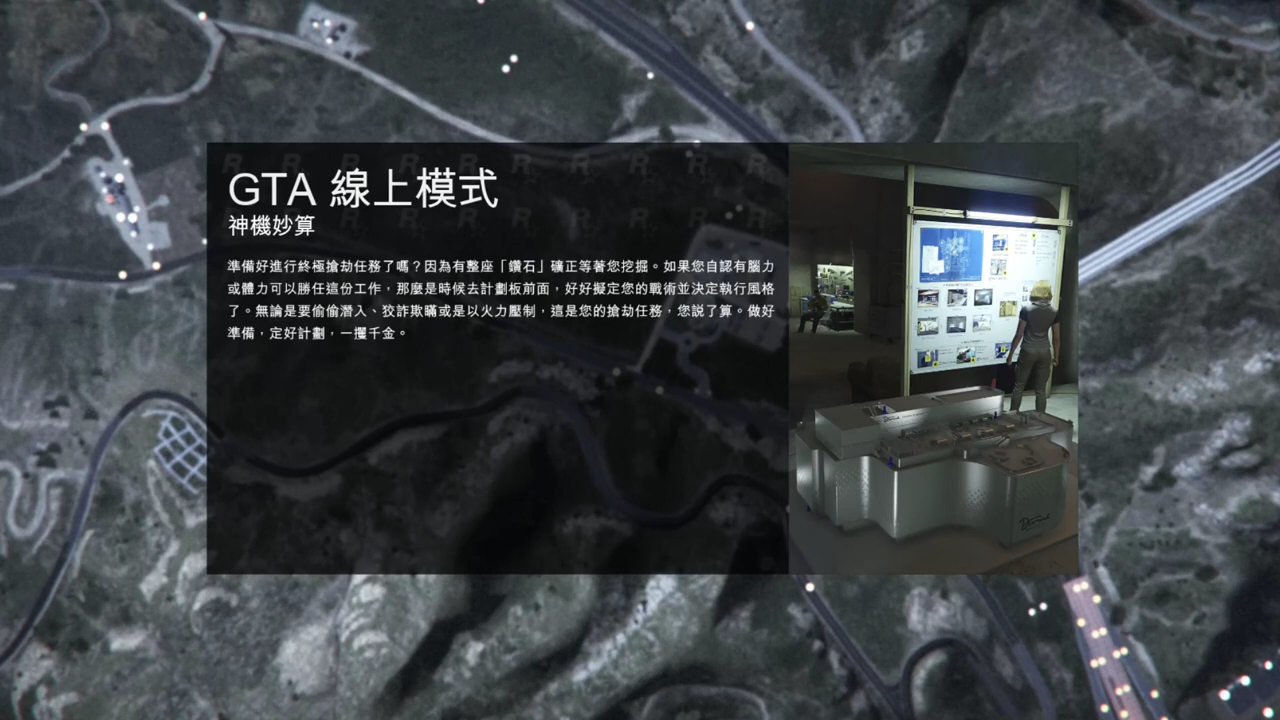 GTA 線上模式
神機妙算
準備好進行終極搶劫任務了嗎？因為有整座「鑽石」礦正等著您挖掘。如果您自認有腦力
或體力可以勝任這份工作，那麼是時候去計劃板前面，好好擬定您的戰術並決定執行風格
了。無論是要偷偷潛入、狡詐欺瞞或是以火力壓制，這是您的搶劫任務，您說了算。做好
準備，定好計劃，一攫千金。